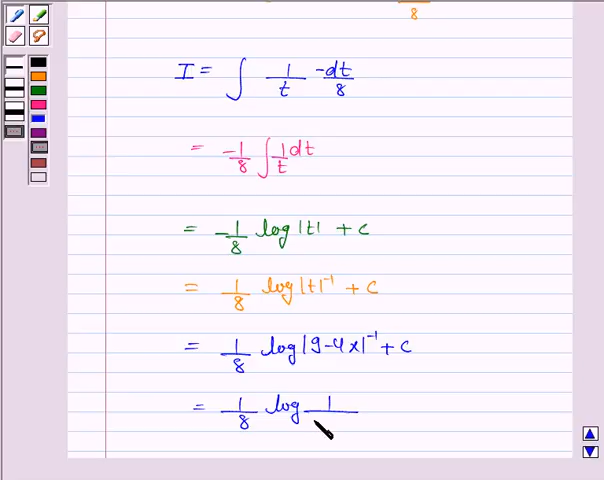 8
I = ∫ 1/t -dt/8
= -1/8 ∫ 1/t dt
= -1/8 log|t| + c
= 1/8 log|t|⁻¹ + c
= 1/8 log|9-4x|⁻¹ + c
= 1/8 log 1/